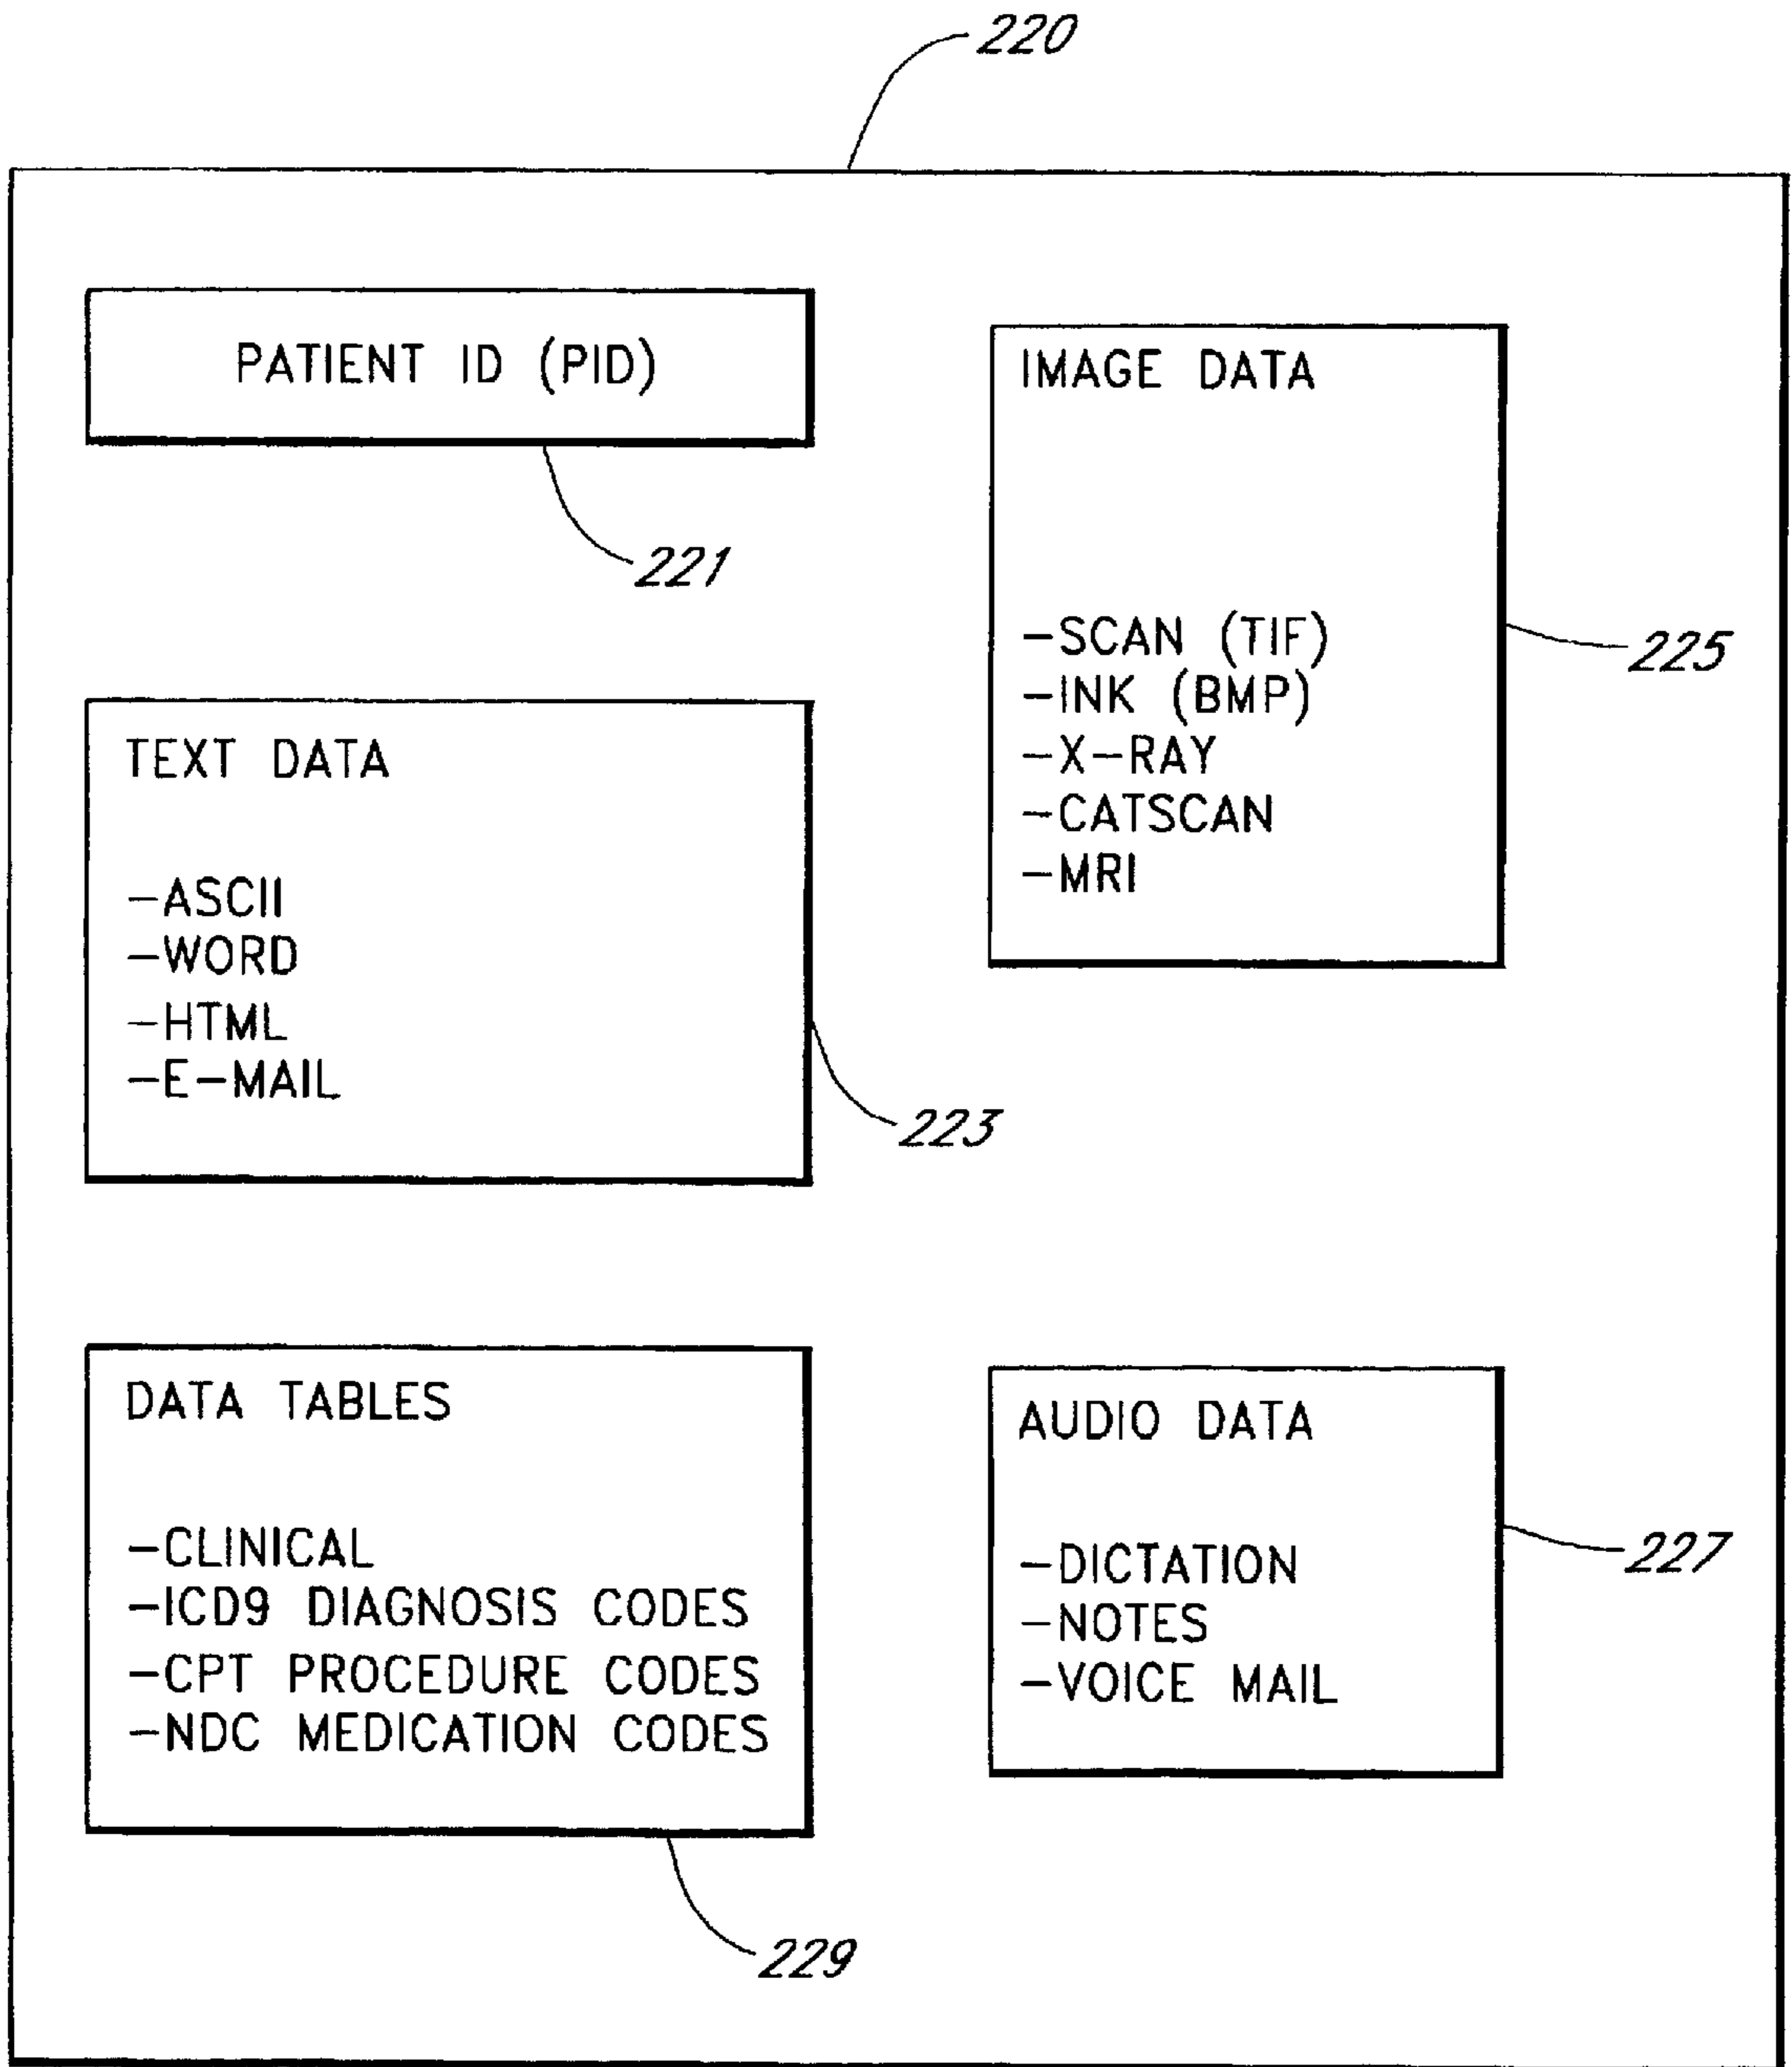 220
PATIENT ID (PID)
221
IMAGE DATA
-SCAN (TIF)
-INK (BMP)
-X-RAY
-CATSCAN
-MRI
225
TEXT DATA
-ASCII
-WORD
-HTML
-E-MAIL
223
DATA TABLES
-CLINICAL
-ICD9 DIAGNOSIS CODES
-CPT PROCEDURE CODES
-NDC MEDICATION CODES
229
AUDIO DATA
-DICTATION
-NOTES
-VOICE MAIL
227